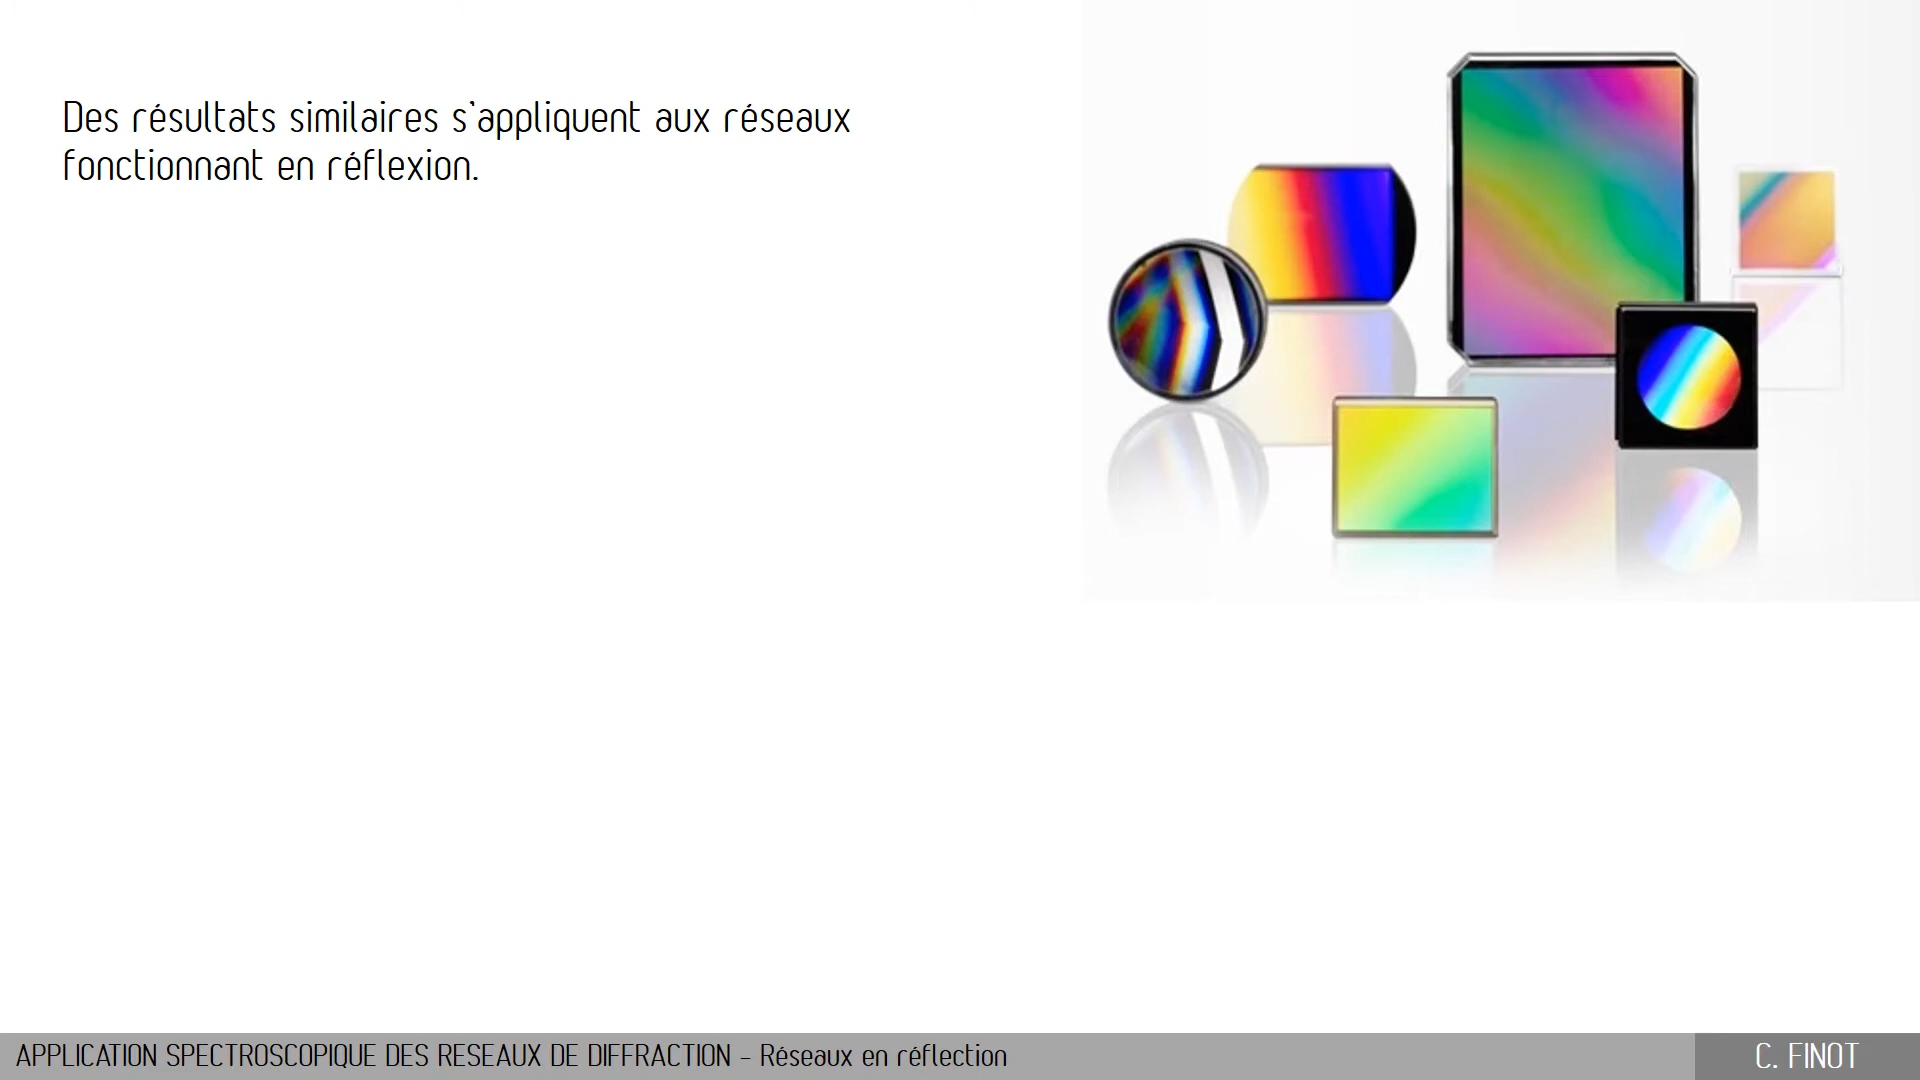 Des résultats similaires s'appliquent aux réseaux
fonctionnant en réflexion.
APPLICATION SPECTROSCOPIQUE DES RESEAUX DE DIFFRACTION - Réseaux en réflection
C. FINOT